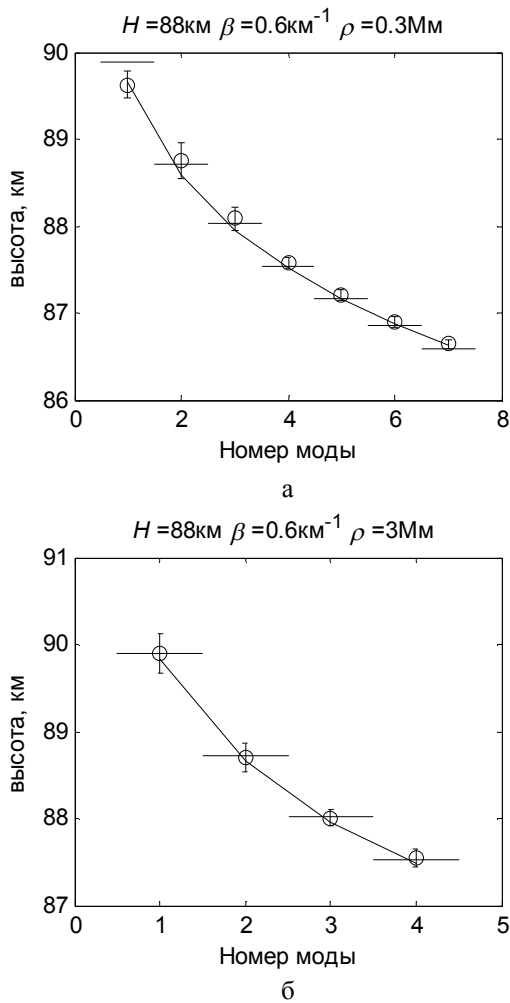 H =88км β =0.6км⁻¹ ρ =0.3Мм
90
89
88
87
86
высота, км
0 2 4 6 8
Номер моды
а
H =88км β =0.6км⁻¹ ρ =3Мм
91
90
89
88
87
высота, км
0 1 2 3 4 5
Номер моды
б